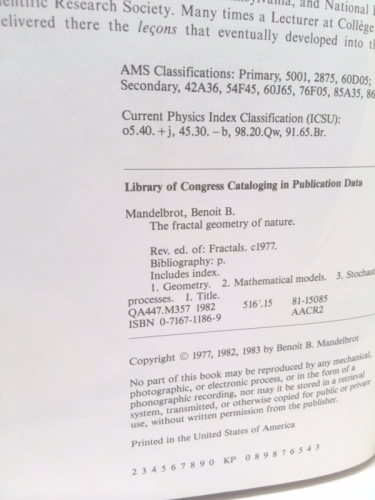 entific Research Society. Many times a Lecturer at Collège
elivered there the leçons that eventually developed into th
AMS Classifications: Primary, 5001, 2875, 60D05;
Secondary, 42A36, 54F45, 60J65, 76F05, 85A35, 86
Current Physics Index Classification (ICSU):
o5.40. +j, 45.30. −b, 98.20.Qw, 91.65.Br.
Library of Congress Cataloging in Publication Data
Mandelbrot, Benoit B.
The fractal geometry of nature.
Rev. ed. of: Fractals. c1977.
Bibliography: p.
Includes index.
1. Geometry. 2. Mathematical models. 3. Stochast
processes. I. Title.
QA447.M357 1982 516′.15 81-15085
ISBN 0-7167-1186-9 AACR2
Copyright © 1977, 1982, 1983 by Benoit B. Mandelbrot
No part of this book may be reproduced by any mechanical,
photographic, or electronic process, or in the form of a
phonographic recording, nor may it be stored in a retrieval
system, transmitted, or otherwise copied for public or private
use, without written permission from the publisher.
Printed in the United States of America
2 3 4 5 6 7 8 9 0 KP 0 8 9 8 7 6 5 4 3